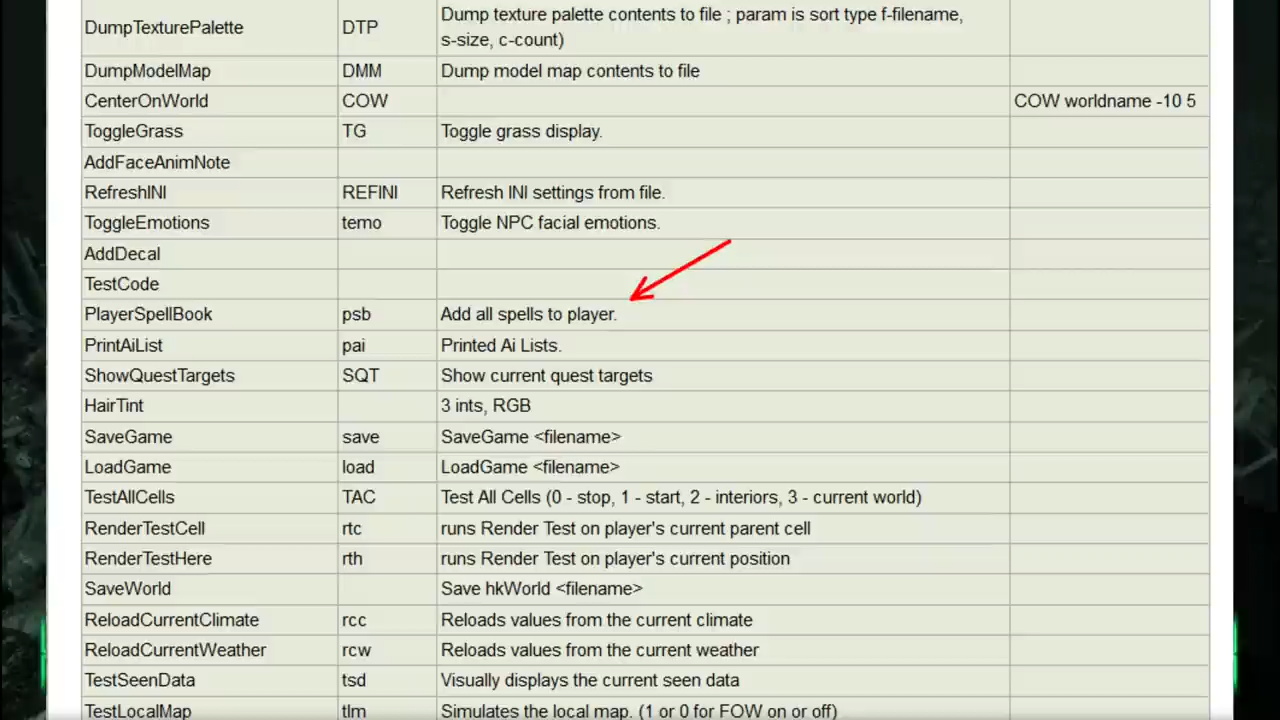 DumpTexturePalette DTP Dump texture palette contents to file ; param is sort type f-filename,
s-size, c-count)
DumpModelMap DMM Dump model map contents to file
CenterOnWorld COW COW worldname -10 5
ToggleGrass TG Toggle grass display.
AddFaceAnimNote
RefreshINI REFINI Refresh INI settings from file.
ToggleEmotions temo Toggle NPC facial emotions.
AddDecal
TestCode
PlayerSpellBook psb Add all spells to player.
PrintAiList pai Printed Ai Lists.
ShowQuestTargets SQT Show current quest targets
HairTint 3 ints, RGB
SaveGame save SaveGame <filename>
LoadGame load LoadGame <filename>
TestAllCells TAC Test All Cells (0 - stop, 1 - start, 2 - interiors, 3 - current world)
RenderTestCell rtc runs Render Test on player's current parent cell
RenderTestHere rth runs Render Test on player's current position
SaveWorld Save hkWorld <filename>
ReloadCurrentClimate rcc Reloads values from the current climate
ReloadCurrentWeather rcw Reloads values from the current weather
TestSeenData tsd Visually displays the current seen data
TestLocalMap tlm Simulates the local map. (1 or 0 for FOW on or off)